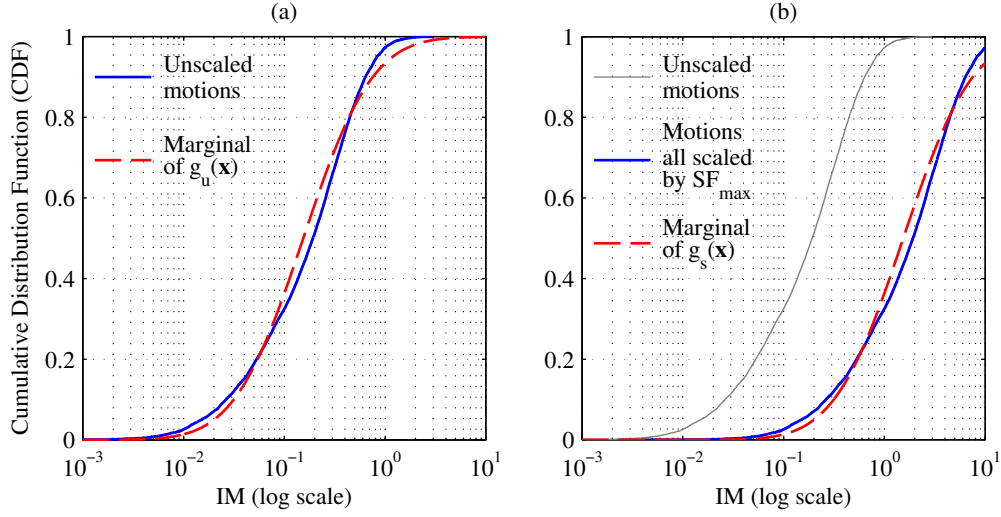 (a)
Cumulative Distribution Function (CDF)
1
0.8
0.6
0.4
0.2
0
Unscaled
motions
Marginal
of g_u(x)
10^-3
10^-2
10^-1
10^0
10^1
IM (log scale)
(b)
1
0.8
0.6
0.4
0.2
0
Unscaled
motions
Motions
all scaled
by SF_max
Marginal
of g_s(x)
10^-3
10^-2
10^-1
10^0
10^1
IM (log scale)